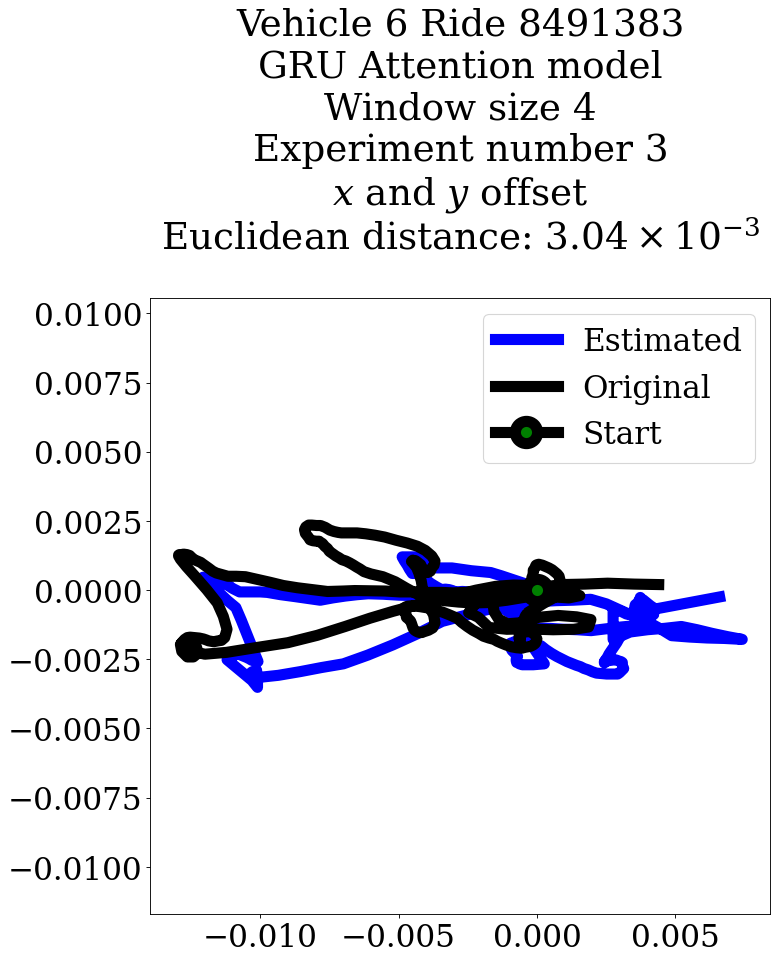 Vehicle 6 Ride 8491383
GRU Attention model
Window size 4
Experiment number 3
x and y offset
Euclidean distance: 3.04 × 10⁻³
Estimated
Original
Start
0.0100
0.0075
0.0050
0.0025
0.0000
−0.0025
−0.0050
−0.0075
−0.0100
−0.010 −0.005 0.000 0.005